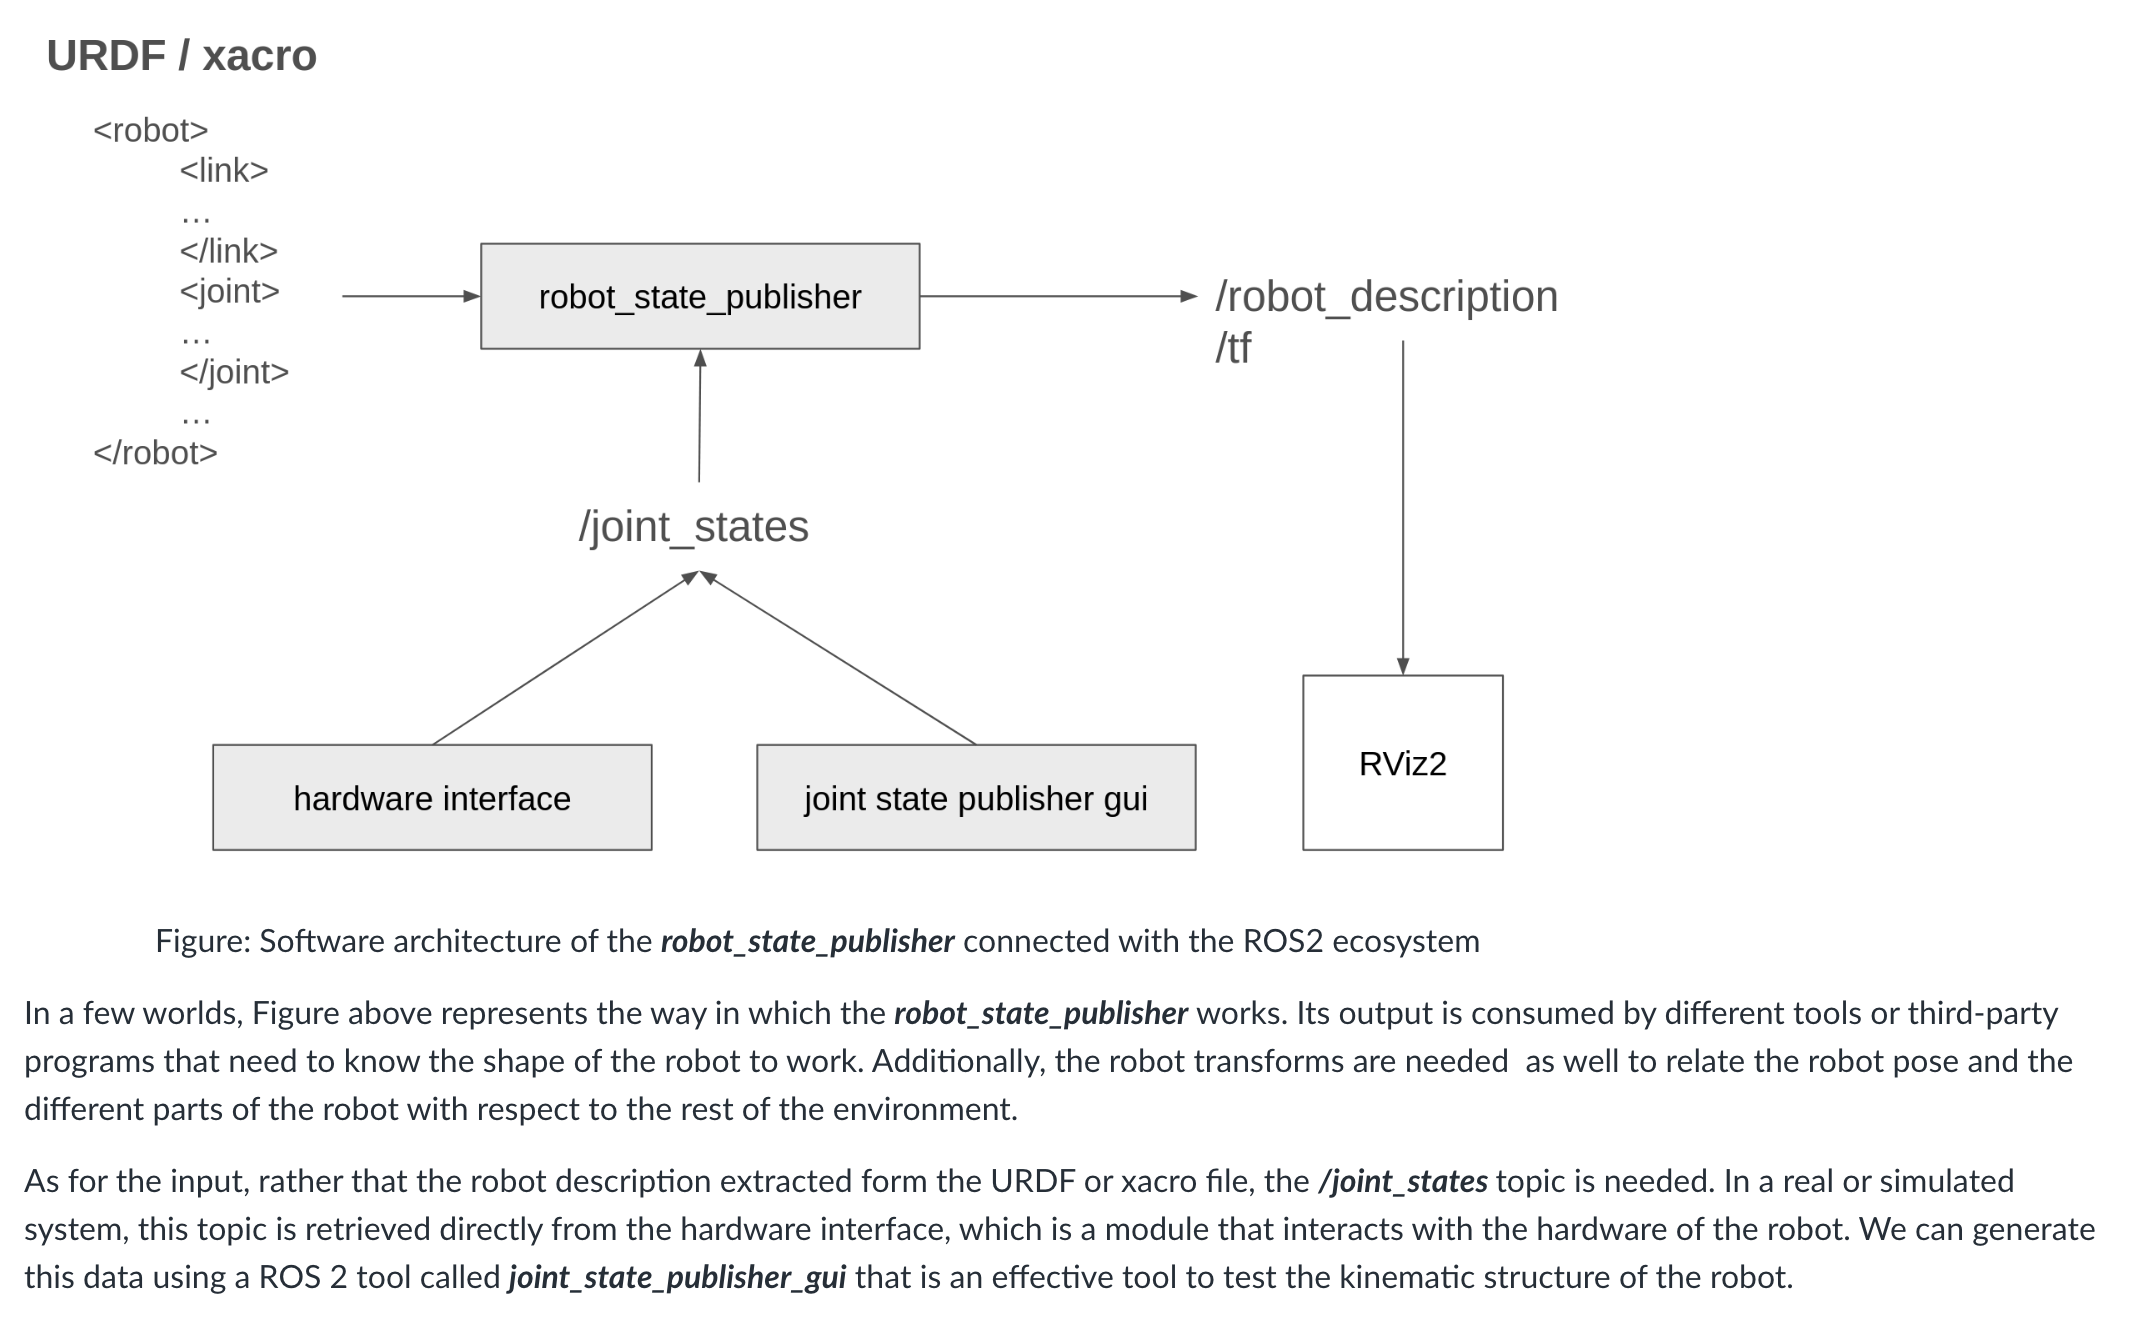 URDF / xacro
<robot>
<link>
…
</link>
<joint>
…
</joint>
…
</robot>
robot_state_publisher
/robot_description
/tf
/joint_states
hardware interface
joint state publisher gui
RViz2
Figure: Software architecture of the robot_state_publisher connected with the ROS2 ecosystem
In a few worlds, Figure above represents the way in which the robot_state_publisher works. Its output is consumed by different tools or third-party
programs that need to know the shape of the robot to work. Additionally, the robot transforms are needed  as well to relate the robot pose and the
different parts of the robot with respect to the rest of the environment.
As for the input, rather that the robot description extracted form the URDF or xacro file, the /joint_states topic is needed. In a real or simulated
system, this topic is retrieved directly from the hardware interface, which is a module that interacts with the hardware of the robot. We can generate
this data using a ROS 2 tool called joint_state_publisher_gui that is an effective tool to test the kinematic structure of the robot.